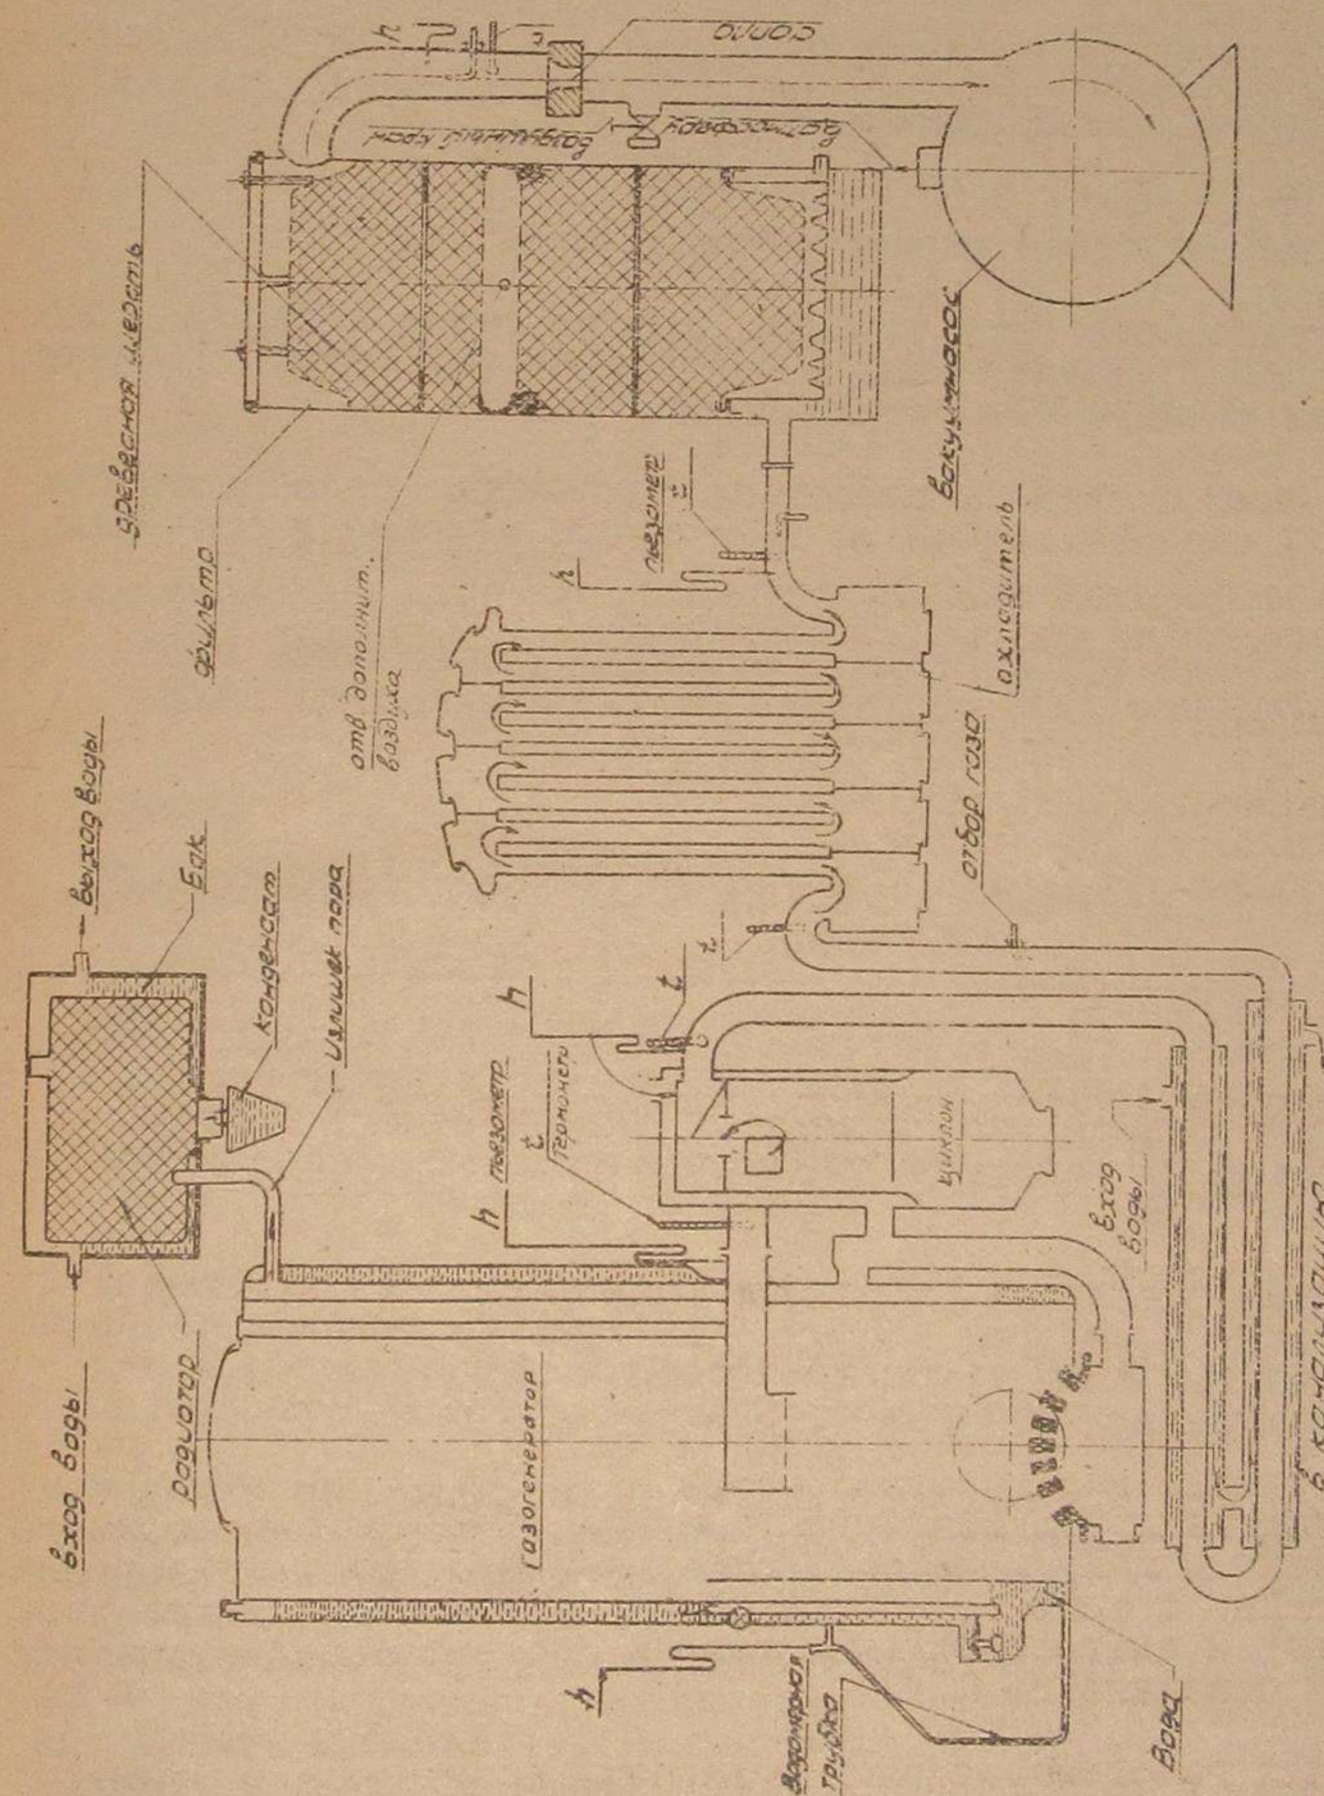 вход воды
радиатор
выход воды
Бак
конденсат
излишек пара
древесная шерсть
фильтр
отв дополнит.
воздуха
h
t
сопло
воздушный кран
в атмосферу
вакуумнасос
h
пьезометр
t
охладитель
отбор газа
t
h
t
h
пьезометр
t
термометр
циклон
вход
воды
газогенератор
h
Водомерная
трубка
Вода
в канализацию